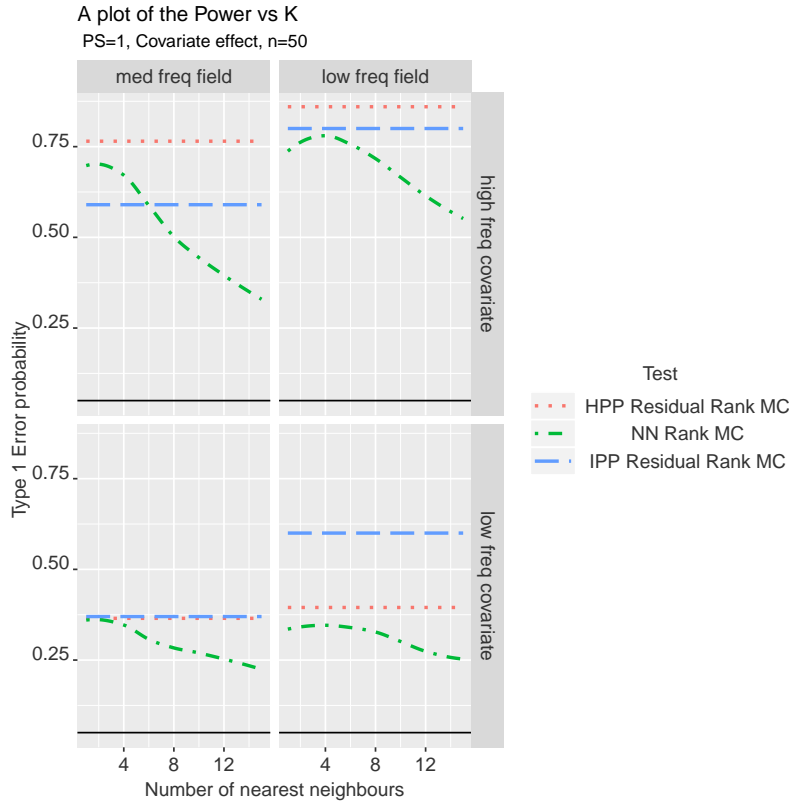 A plot of the Power vs K
PS=1, Covariate effect, n=50
med freq field
low freq field
0.75
0.50
0.25
high freq covariate
0.75
0.50
0.25
low freq covariate
Type 1 Error probability
4 8 12
4 8 12
Number of nearest neighbours
Test
HPP Residual Rank MC
NN Rank MC
IPP Residual Rank MC